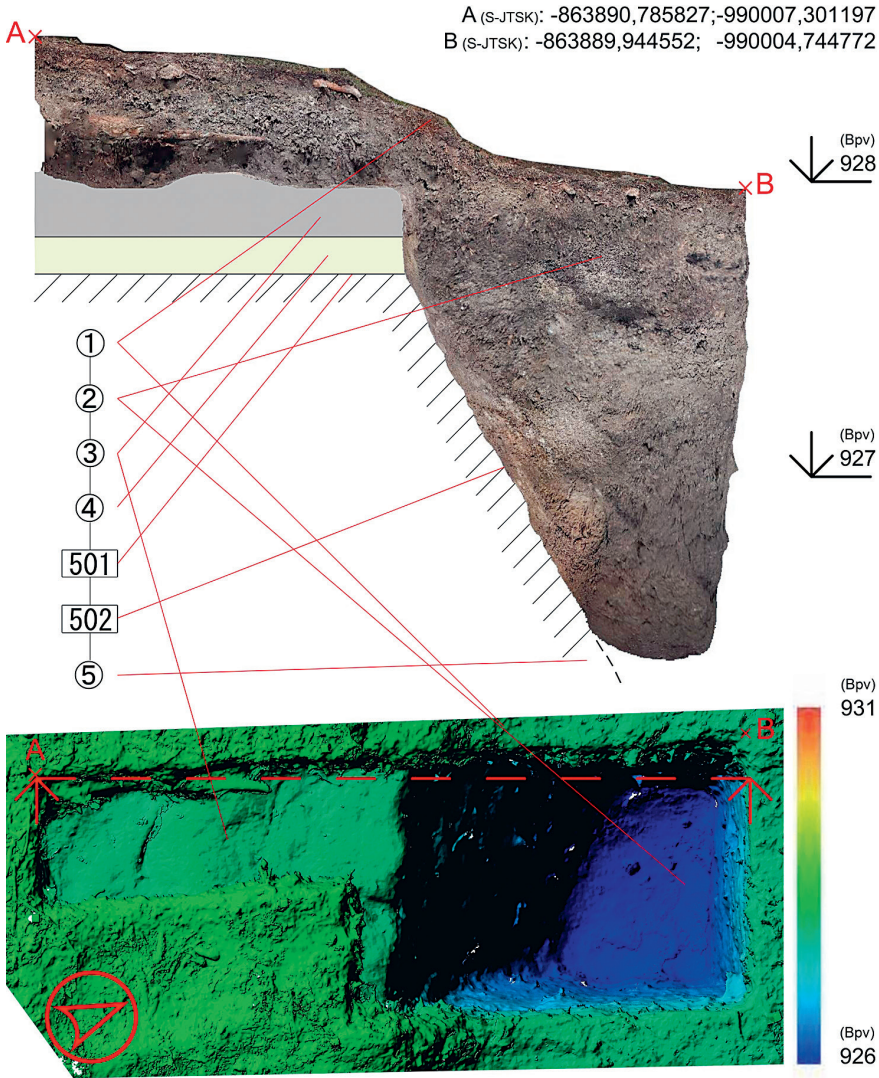 A (S-JTSK): -863890,785827;-990007,301197
B (S-JTSK): -863889,944552; -990004,744772
A
(Bpv)
928
B
(Bpv)
927
1
2
3
4
501
502
5
(Bpv)
931
A
B
(Bpv)
926